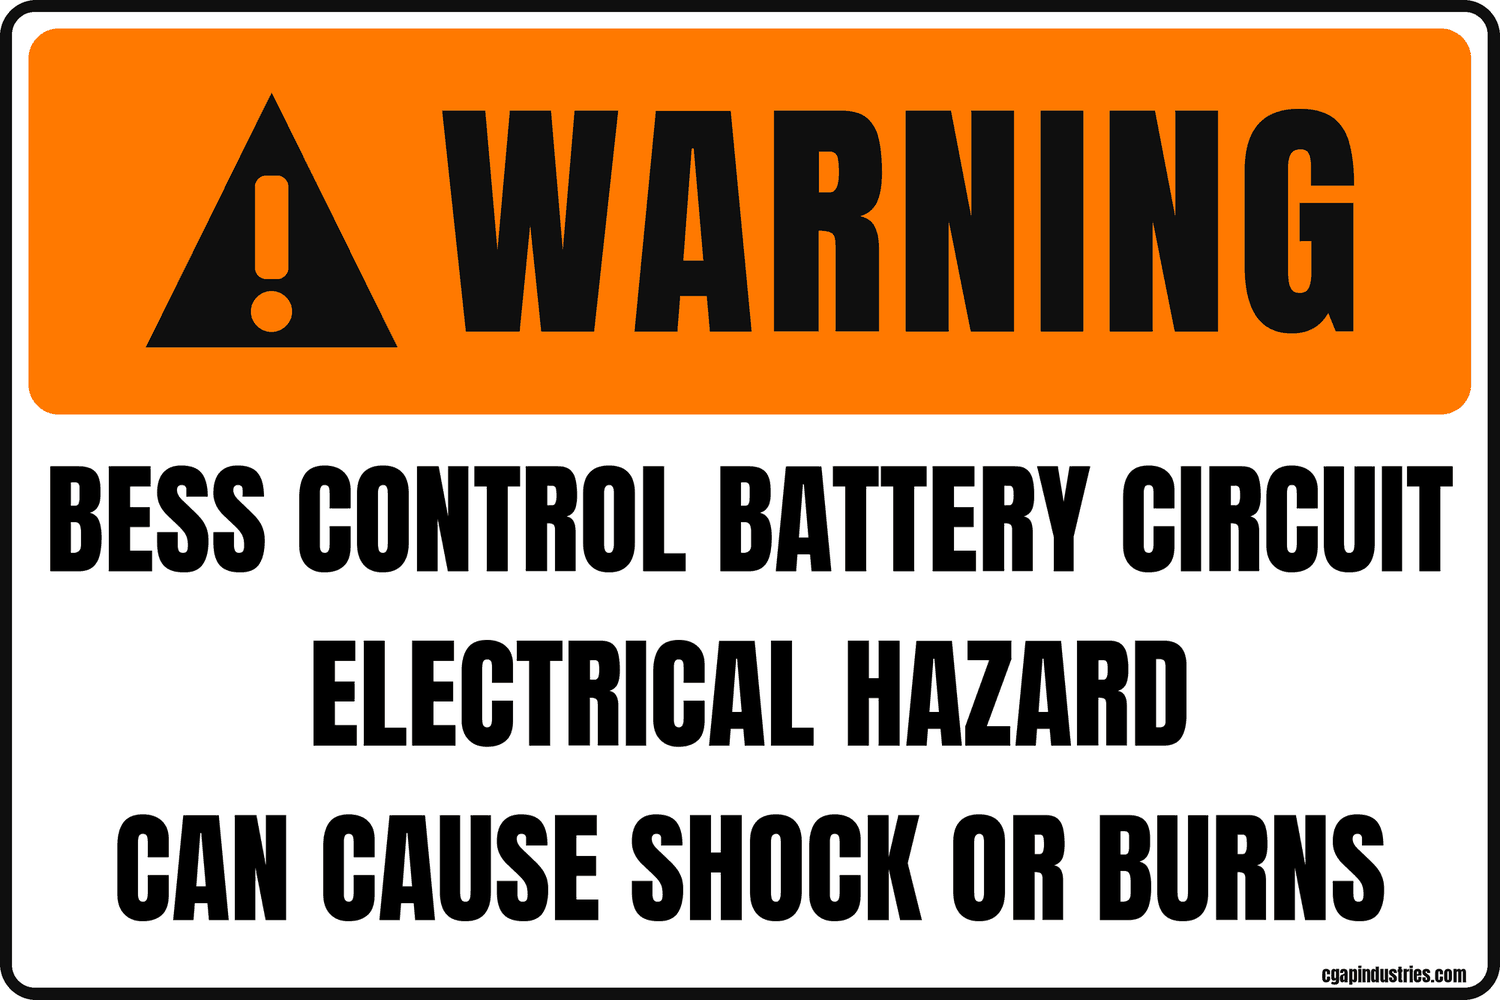 WARNING
BESS CONTROL BATTERY CIRCUIT
ELECTRICAL HAZARD
CAN CAUSE SHOCK OR BURNS
cgapindustries.com